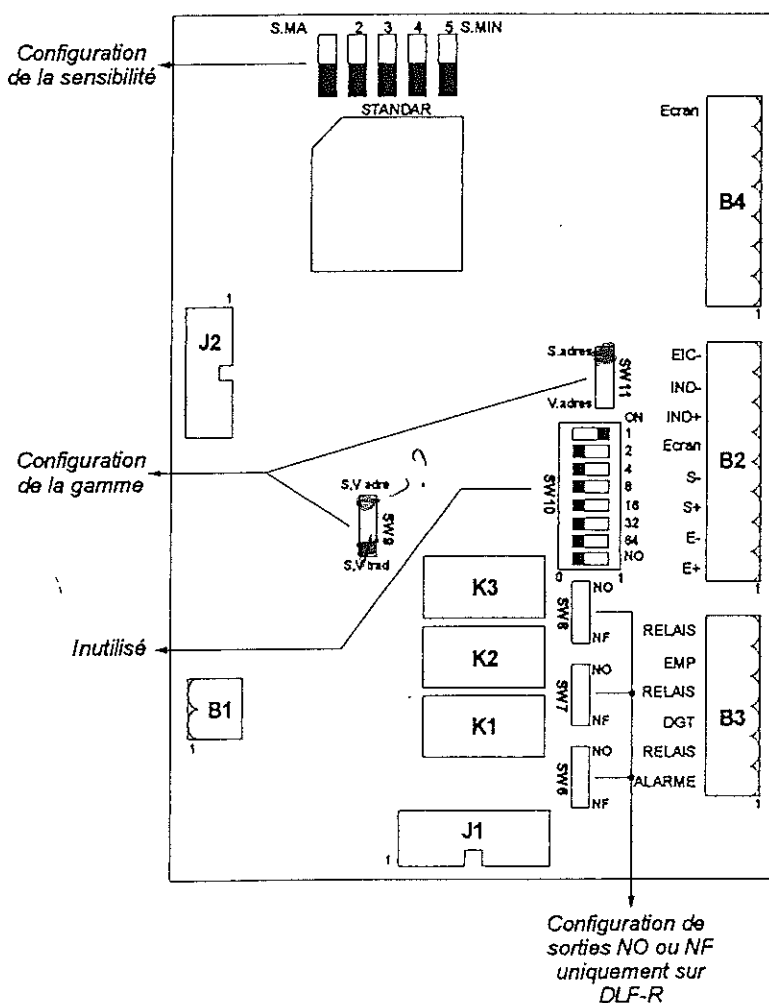 S.MA 2 3 4 5 S.MIN
Configuration
de la sensibilité
STANDAR
Ecran
B4
1
1
J2
S.adres
SW11
V.adres
EIC-
IND-
IND+
Ecran
S-
S+
E-
E+
B2
1
ON
1
2
4
8
16
32
64
NO
SW10
0 1
Configuration
de la gamme
S,V adre
?
SW9
S,V trad
K3
K2
K1
NO
SW8
NF
NO
SW7
NF
NO
SW6
NF
RELAIS
EMP
RELAIS
DGT
RELAIS
ALARME
B3
1
Inutilisé
B1
1
J1
1
Configuration de
sorties NO ou NF
uniquement sur
DLF-R